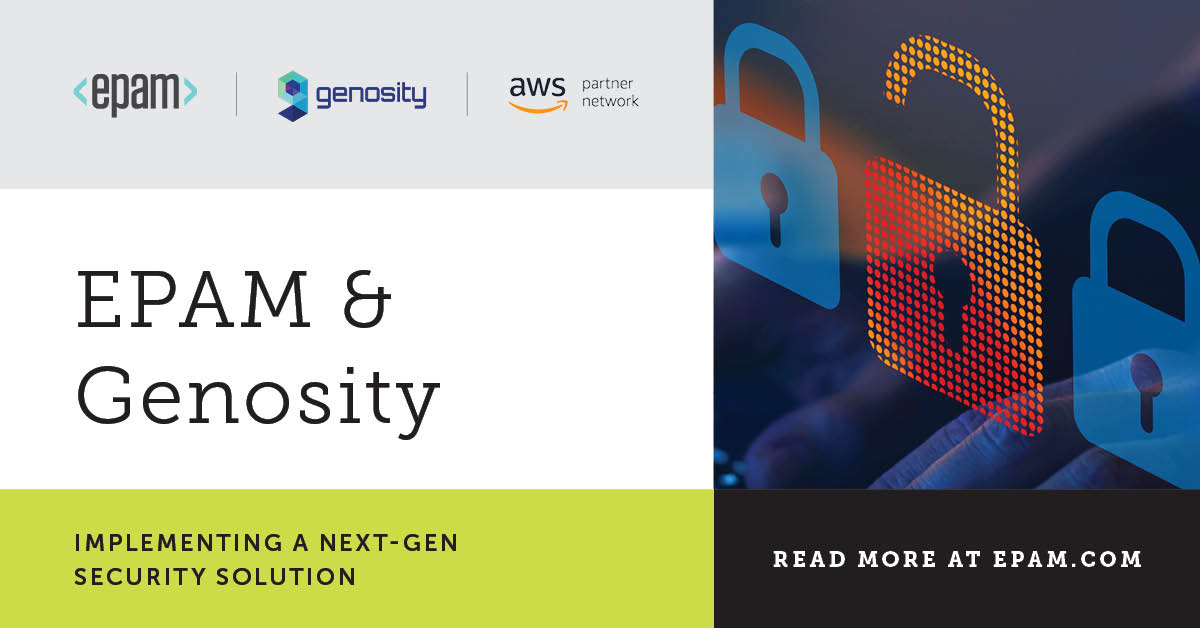 <epam>
genosity
aws partner
network
EPAM &
Genosity
IMPLEMENTING A NEXT-GEN
SECURITY SOLUTION
READ MORE AT EPAM.COM